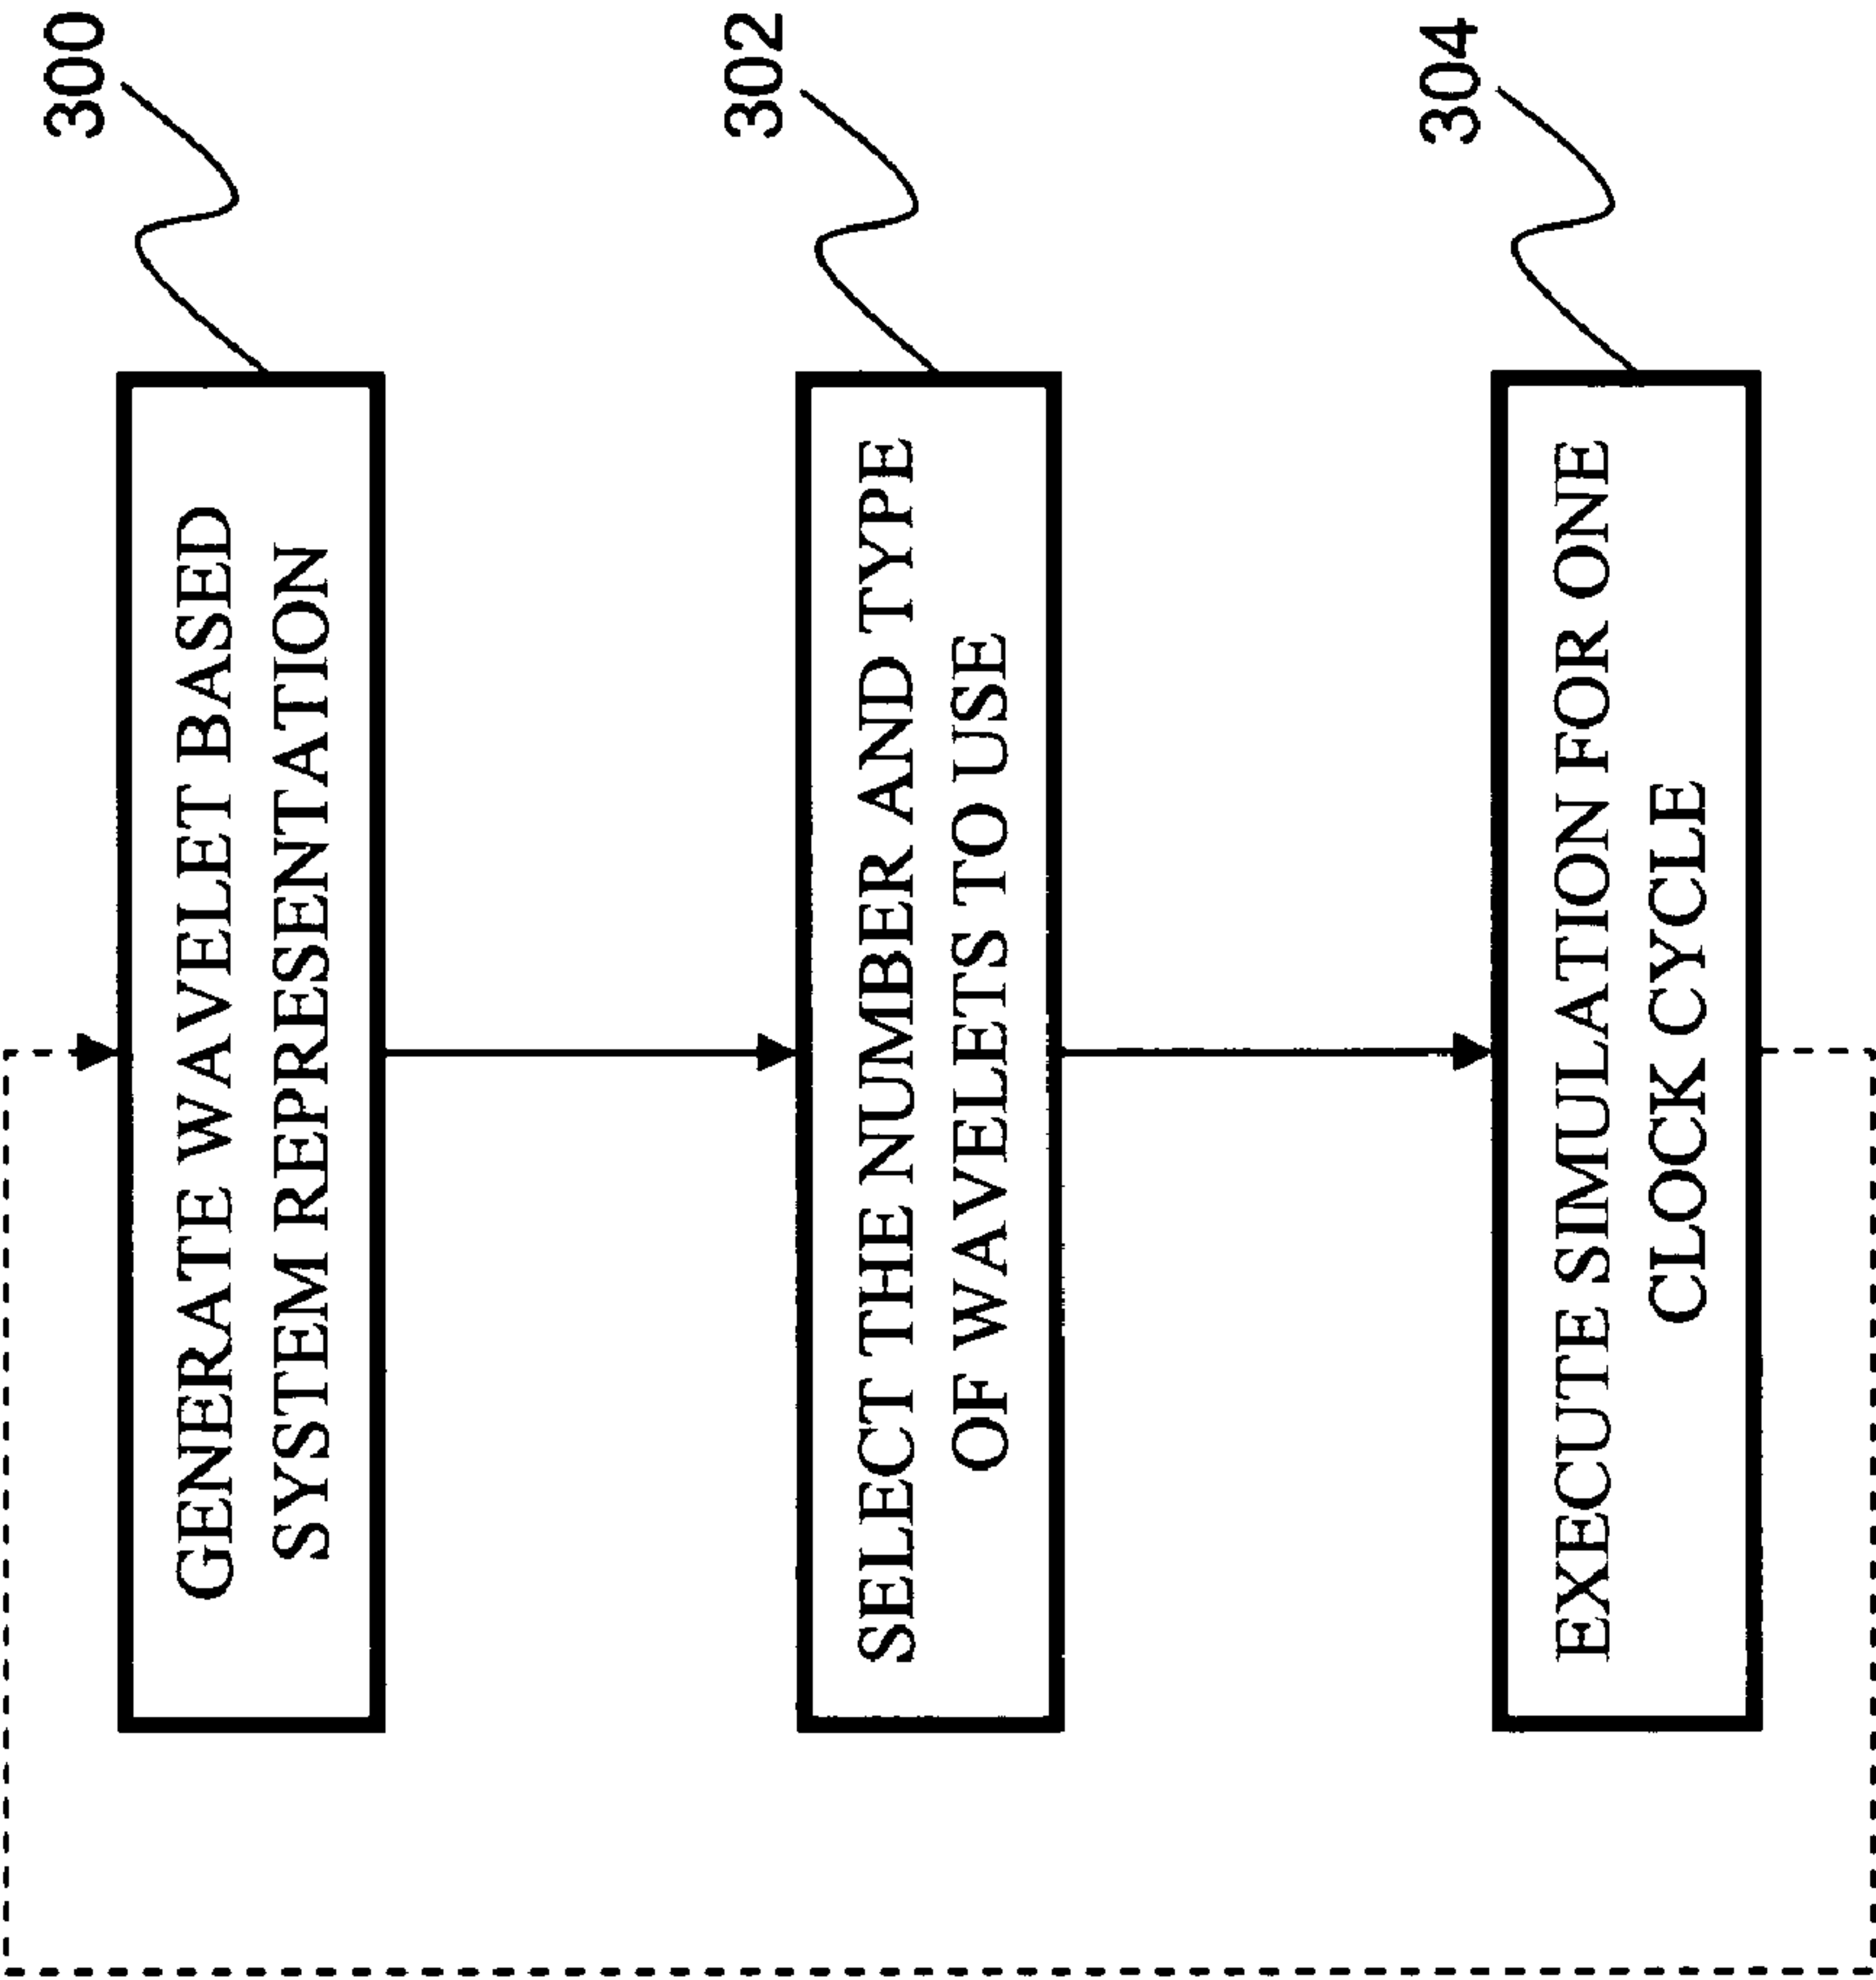 300
GENERATE WAVELET BASED
SYSTEM REPRESENTATION
302
SELECT THE NUMBER AND TYPE
OF WAVELETS TO USE
304
EXECUTE SIMULATION FOR ONE
CLOCK CYCLE